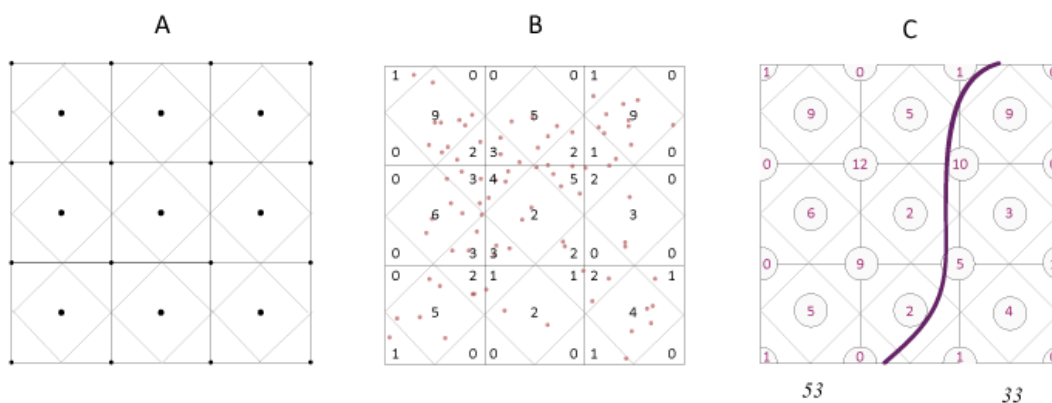 A
B
C
1 0 0 0 1 0
9 5 9
0 2 3 2 1 0
0 3 4 5 2 0
6 2 3
0 3 3 2 0 0
0 2 1 1 2 1
5 2 4
1 0 0 0 1 0
1 0 1
9 5 9
0 12 10
6 2 3
0 9 5
5 2 4
1 0 1
53 33